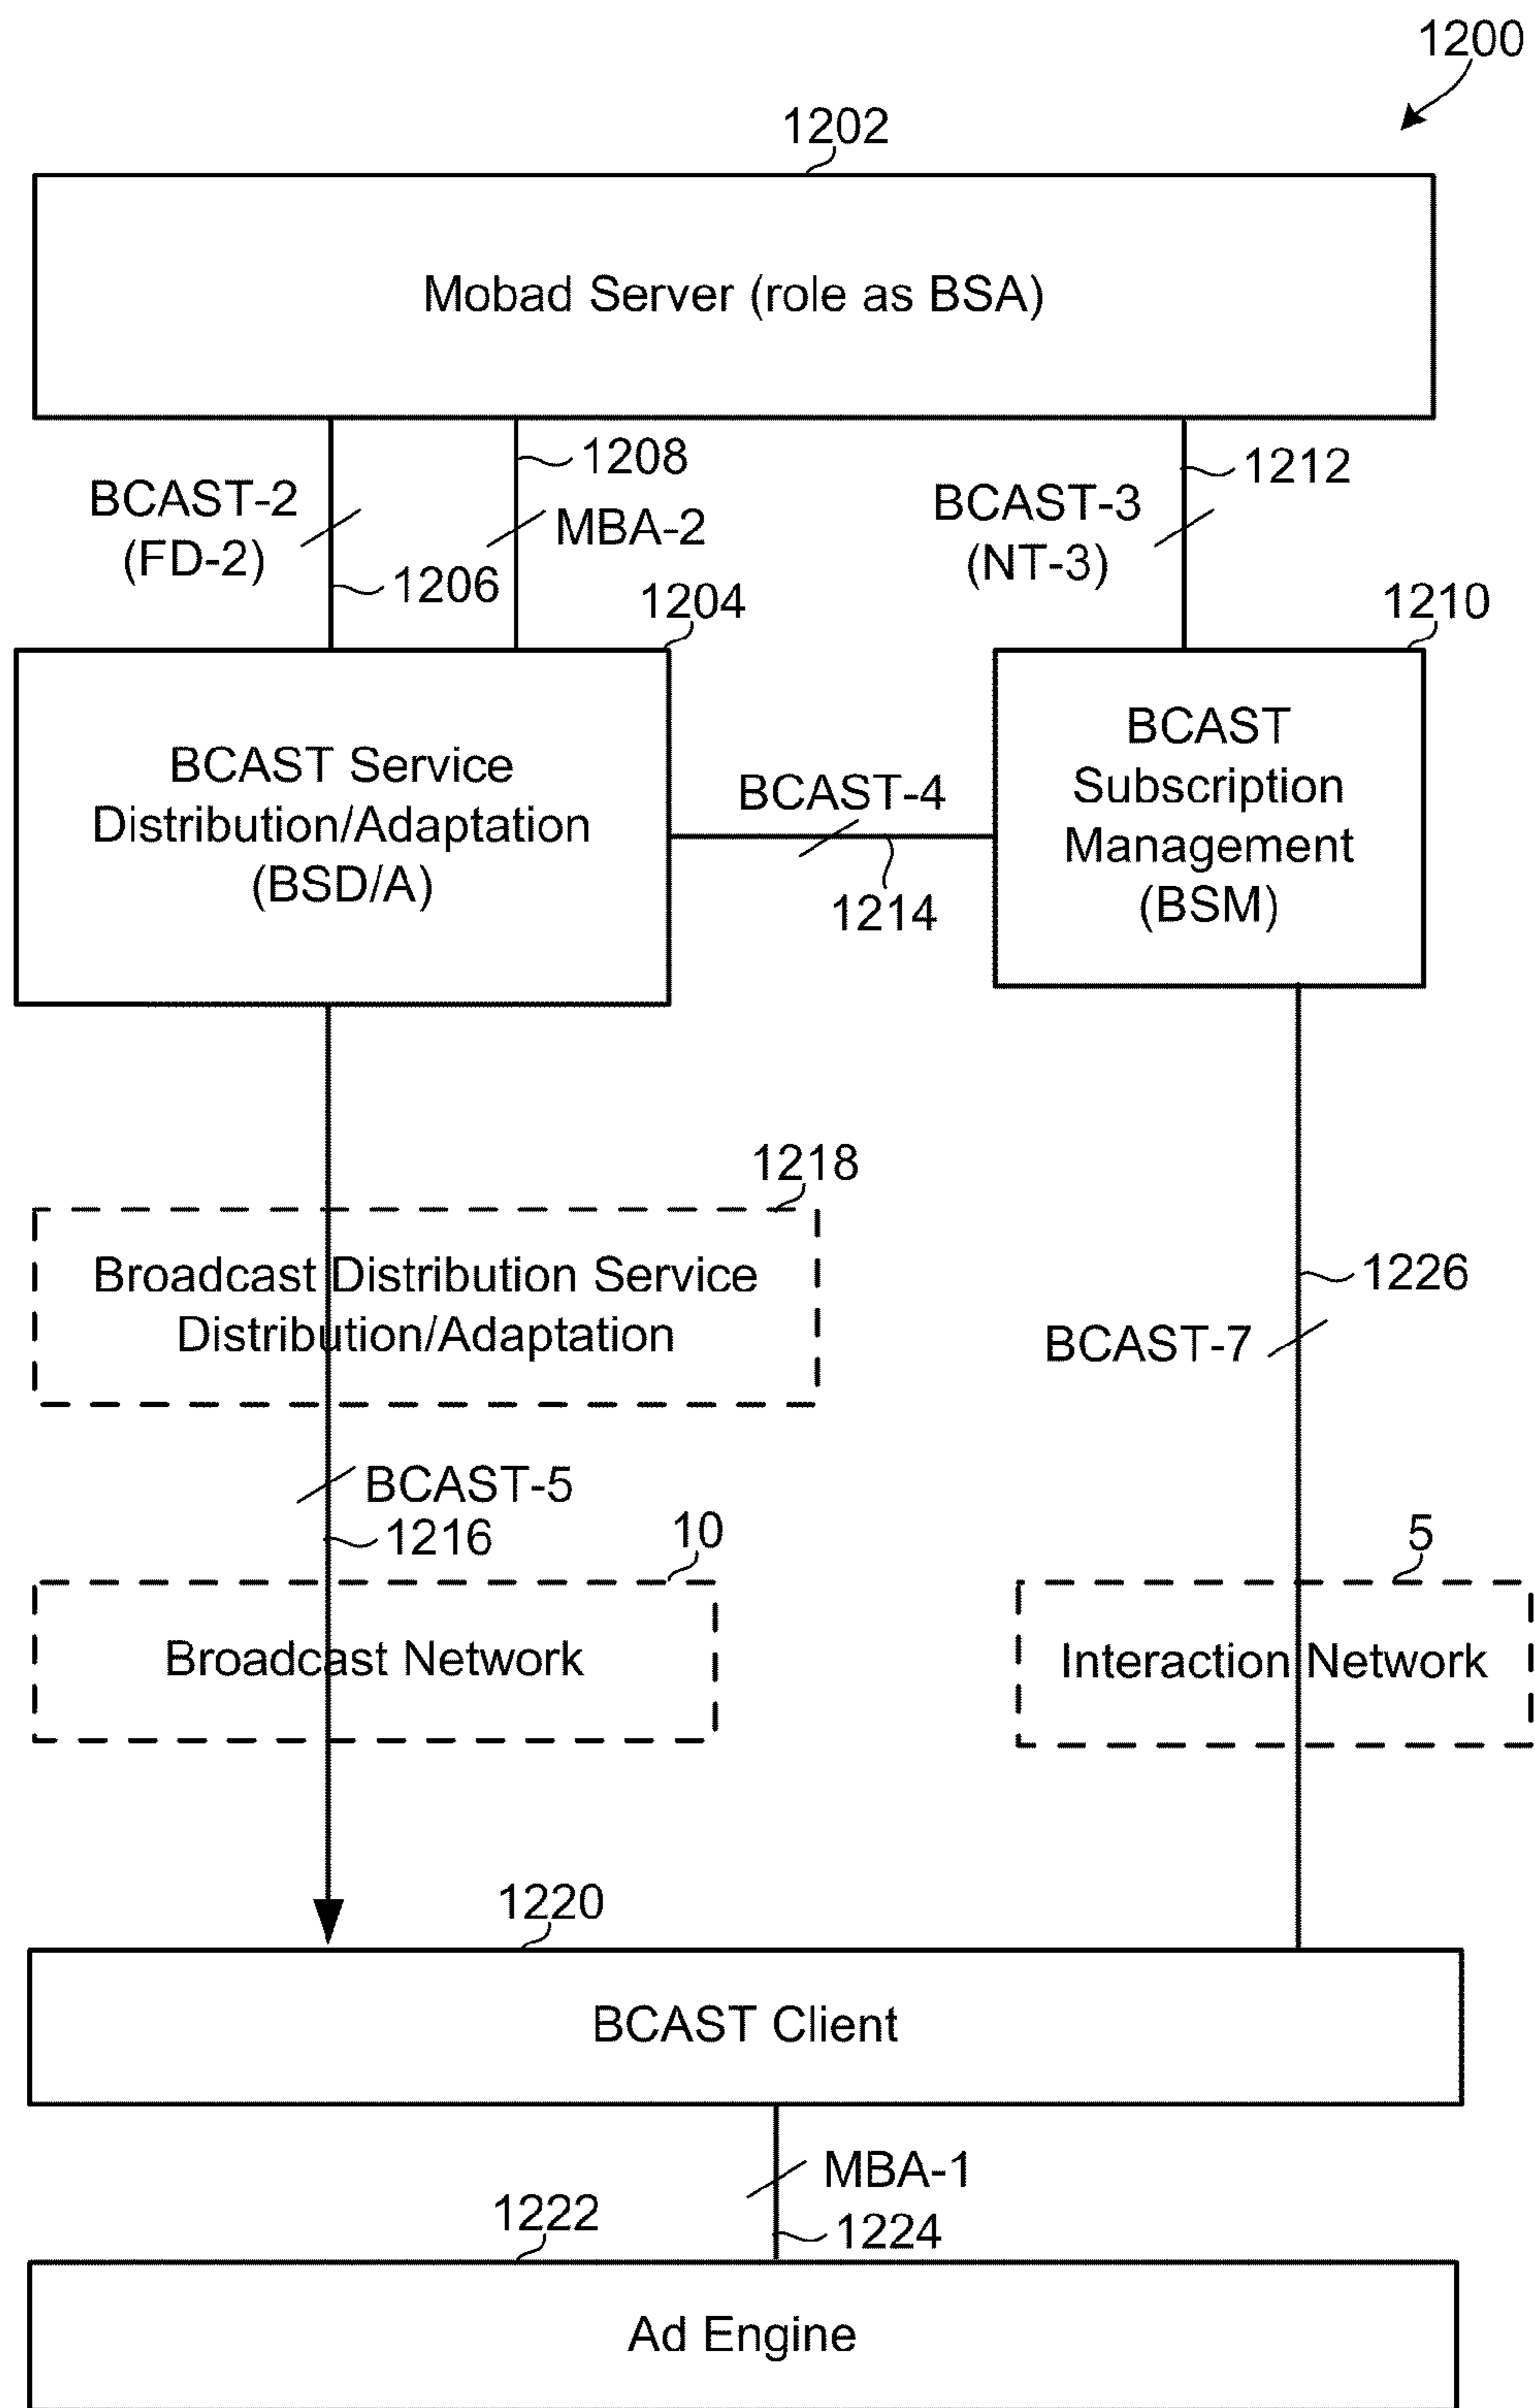 1200
1202
Mobad Server (role as BSA)
1208
1212
BCAST-2
(FD-2)
MBA-2
BCAST-3
(NT-3)
1206
1204
1210
BCAST Service
Distribution/Adaptation
(BSD/A)
BCAST-4
1214
BCAST
Subscription
Management
(BSM)
1218
Broadcast Distribution Service
Distribution/Adaptation
1226
BCAST-7
BCAST-5
1216
10
5
Broadcast Network
Interaction Network
1220
BCAST Client
MBA-1
1222
1224
Ad Engine